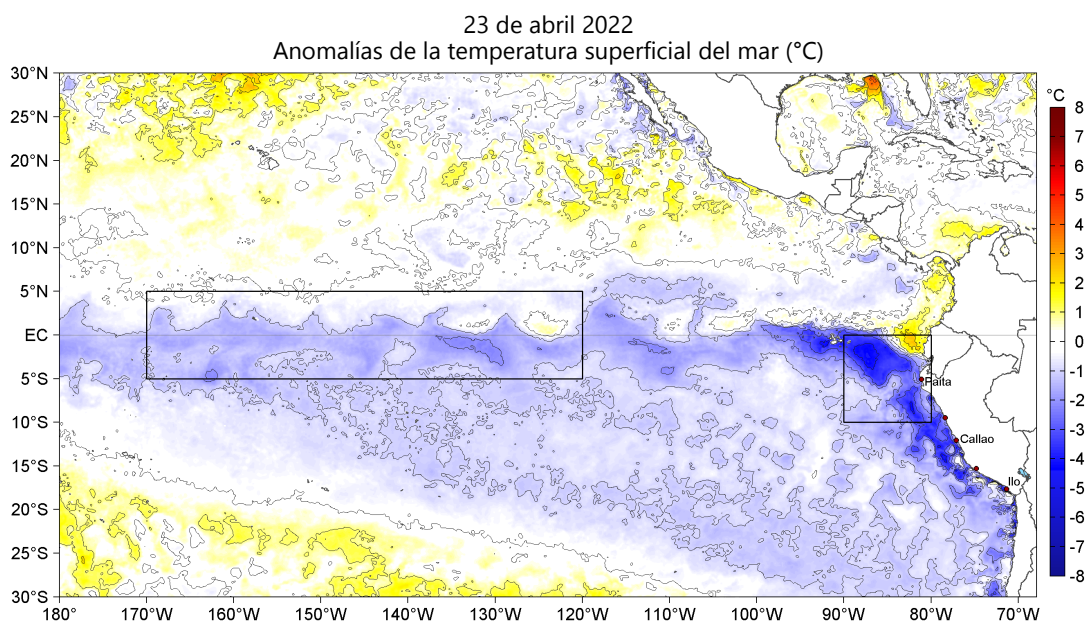 23 de abril 2022
Anomalías de la temperatura superficial del mar (°C)
30°N
25°N
20°N
15°N
10°N
5°N
EC
5°S
10°S
15°S
20°S
25°S
30°S
180
170°W
160°W
150°W
140°W
130°W
120°W
110°W
100°W
90°W
80°W
70°W
Paita
Callao
Ilo
°C
8
7
6
5
4
3
2
1
0
-1
-2
-3
-4
-5
-6
-7
-8